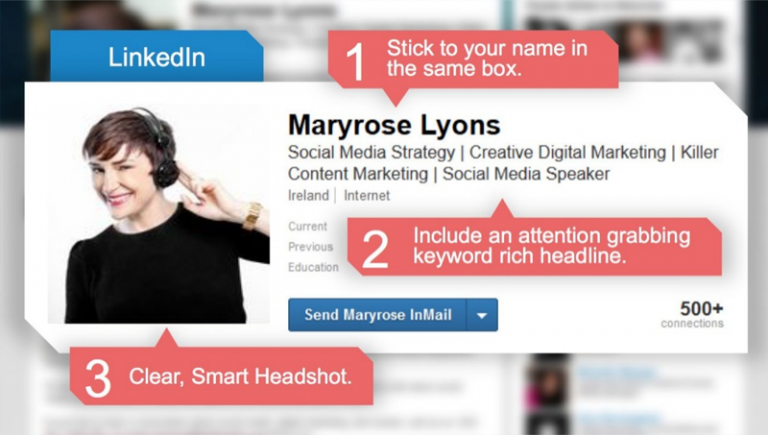 Maryrose Lyons
LinkedIn
1
Stick to your name in
the same box.
Maryrose Lyons
Social Media Strategy | Creative Digital Marketing | Killer
Content Marketing | Social Media Speaker
Ireland | Internet
Current
Previous
Education
2
Include an attention grabbing
keyword rich headline.
Send Maryrose InMail
500+
connections
3
Clear, Smart Headshot.